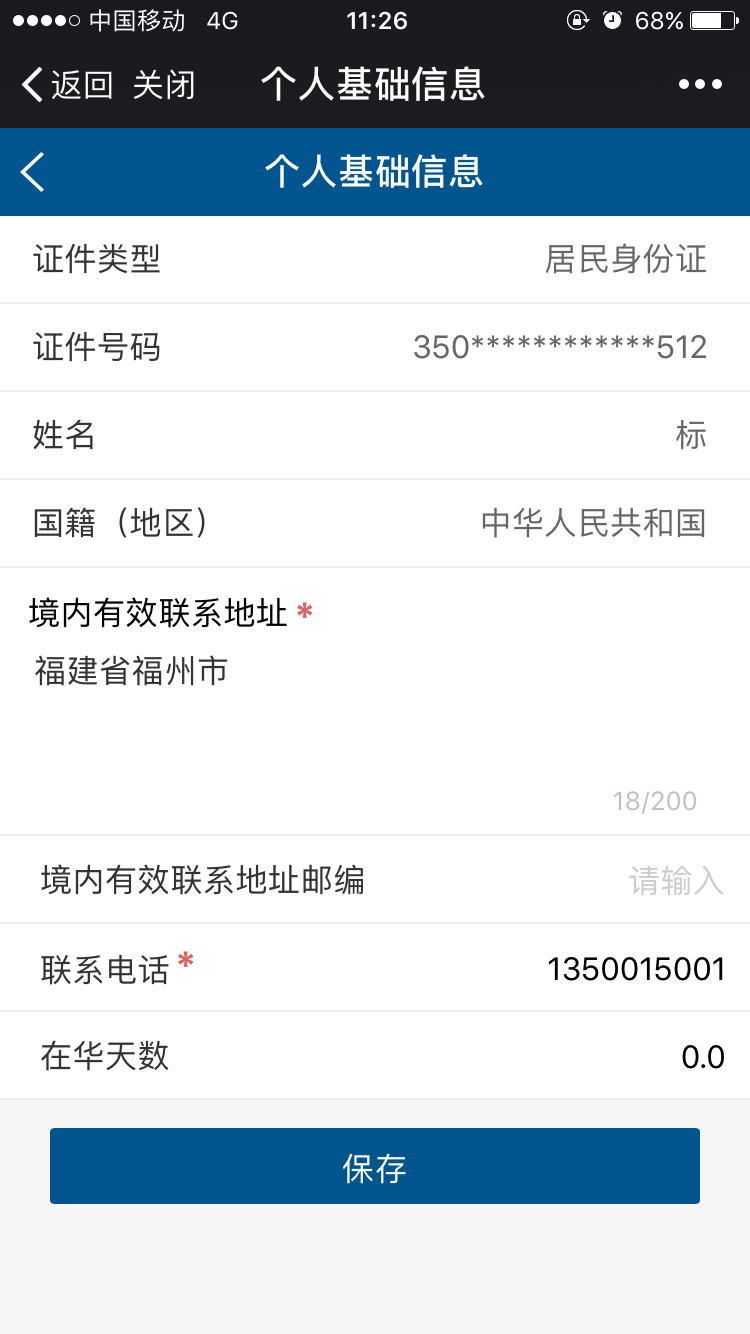 中国移动 4G 11:26 68%
返回 关闭 个人基础信息
个人基础信息
证件类型 居民身份证
证件号码 350************512
姓名 标
国籍（地区） 中华人民共和国
境内有效联系地址 *
福建省福州市
18/200
境内有效联系地址邮编 请输入
联系电话 * 1350015001
在华天数 0.0
保存